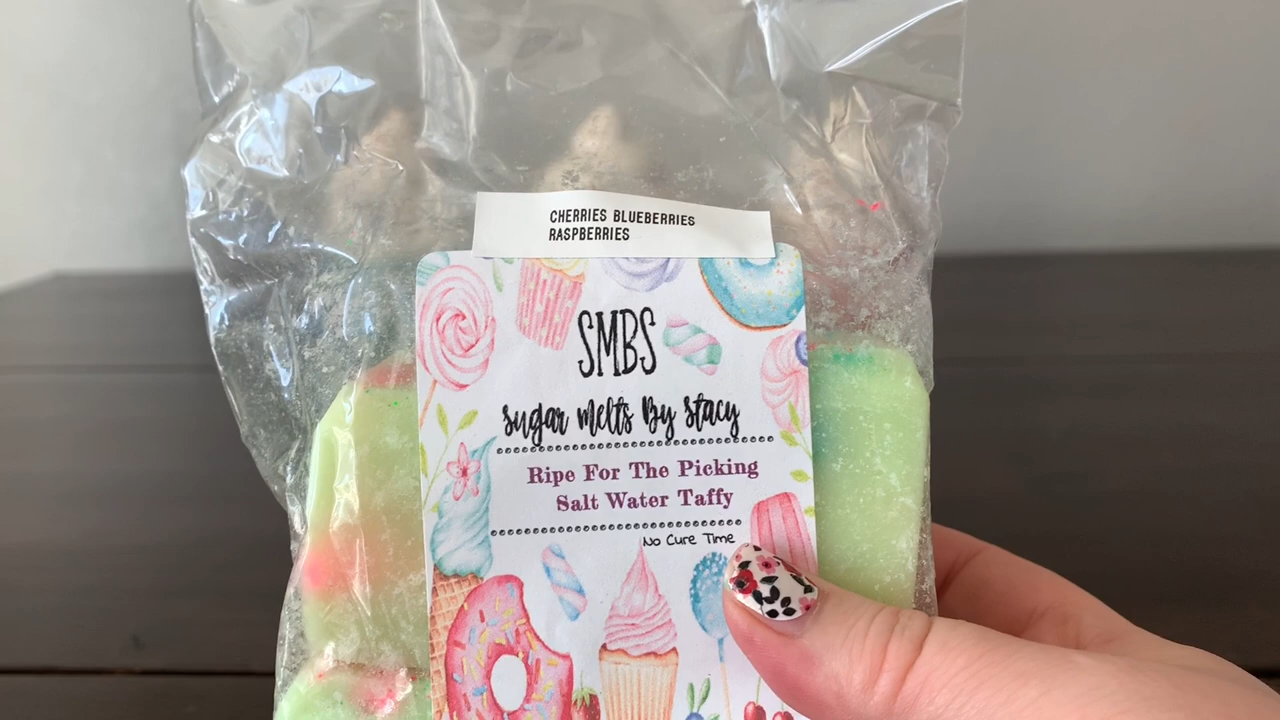 CHERRIES BLUEBERRIES
RASPBERRIES
SMBS
Sugar Melts By Stacy
Ripe For The Picking
Salt Water Taffy
No Cure Time